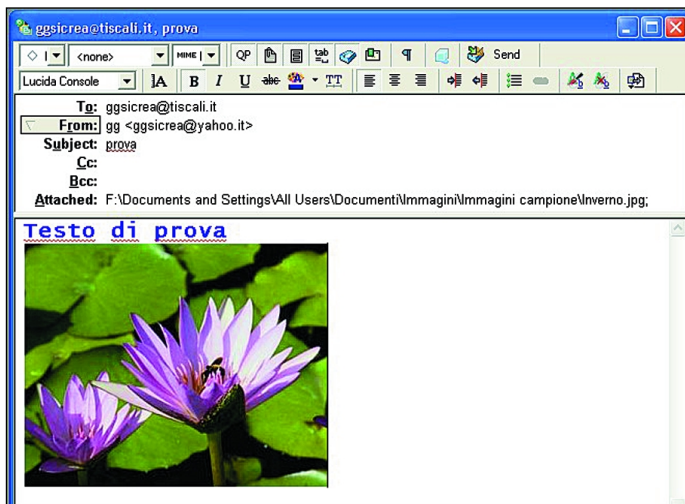 ggsicrea@tiscali.it, prova
<none> MIME QP tab Send
Lucida Console A B I U abc A TT
To: ggsicrea@tiscali.it
From: gg <ggsicrea@yahoo.it>
Subject: prova
Cc:
Bcc:
Attached: F:\Documents and Settings\All Users\Documenti\Immagini\Immagini campione\Inverno.jpg;
Testo di prova